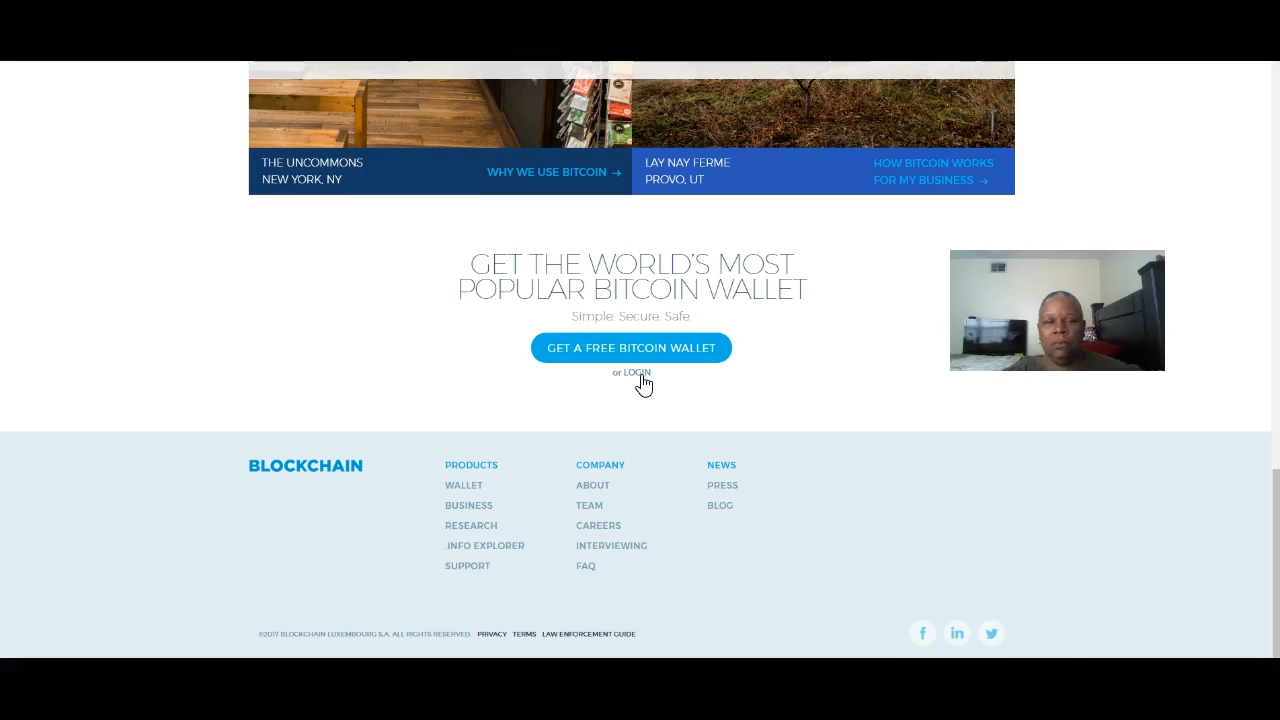 THE UNCOMMONS
NEW YORK, NY
WHY WE USE BITCOIN →
LAY NAY FERME
PROVO, UT
HOW BITCOIN WORKS
FOR MY BUSINESS →
GET THE WORLD'S MOST
POPULAR BITCOIN WALLET
Simple. Secure. Safe.
GET A FREE BITCOIN WALLET
or LOGIN
BLOCKCHAIN
PRODUCTS
WALLET
BUSINESS
RESEARCH
.INFO EXPLORER
SUPPORT
COMPANY
ABOUT
TEAM
CAREERS
INTERVIEWING
FAQ
NEWS
PRESS
BLOG
©2017 BLOCKCHAIN LUXEMBOURG S.A. ALL RIGHTS RESERVED. PRIVACY TERMS LAW ENFORCEMENT GUIDE